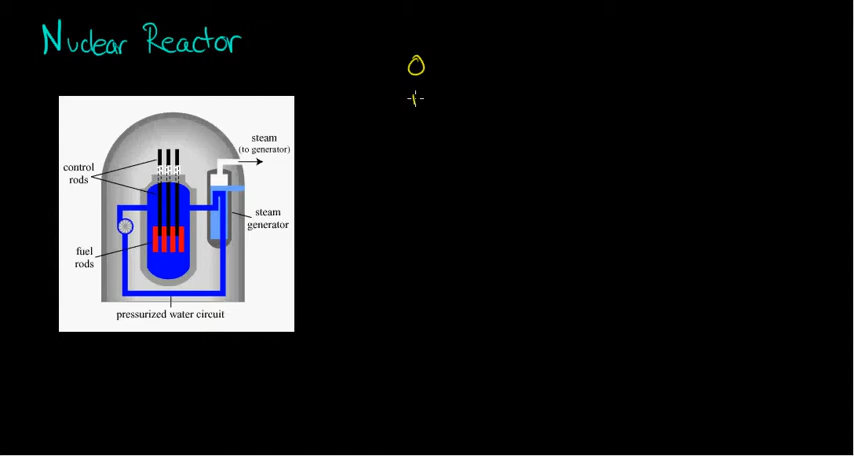 Nuclear Reactor
steam
(to generator)
control
rods
steam
generator
fuel
rods
pressurized water circuit